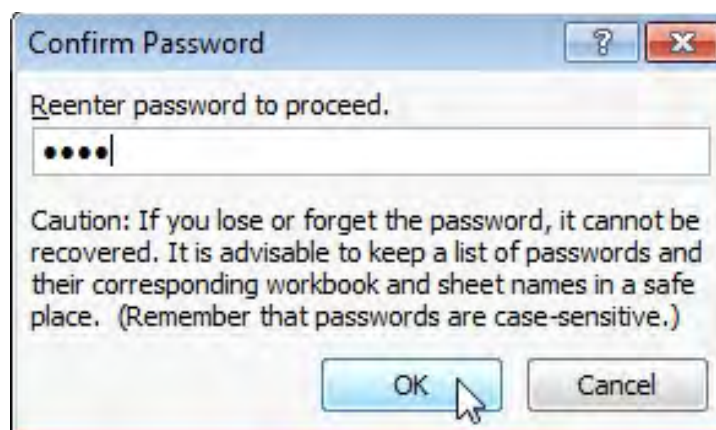 Confirm Password
?
Reenter password to proceed.
••••
Caution: If you lose or forget the password, it cannot be
recovered. It is advisable to keep a list of passwords and
their corresponding workbook and sheet names in a safe
place.  (Remember that passwords are case-sensitive.)
OK
Cancel